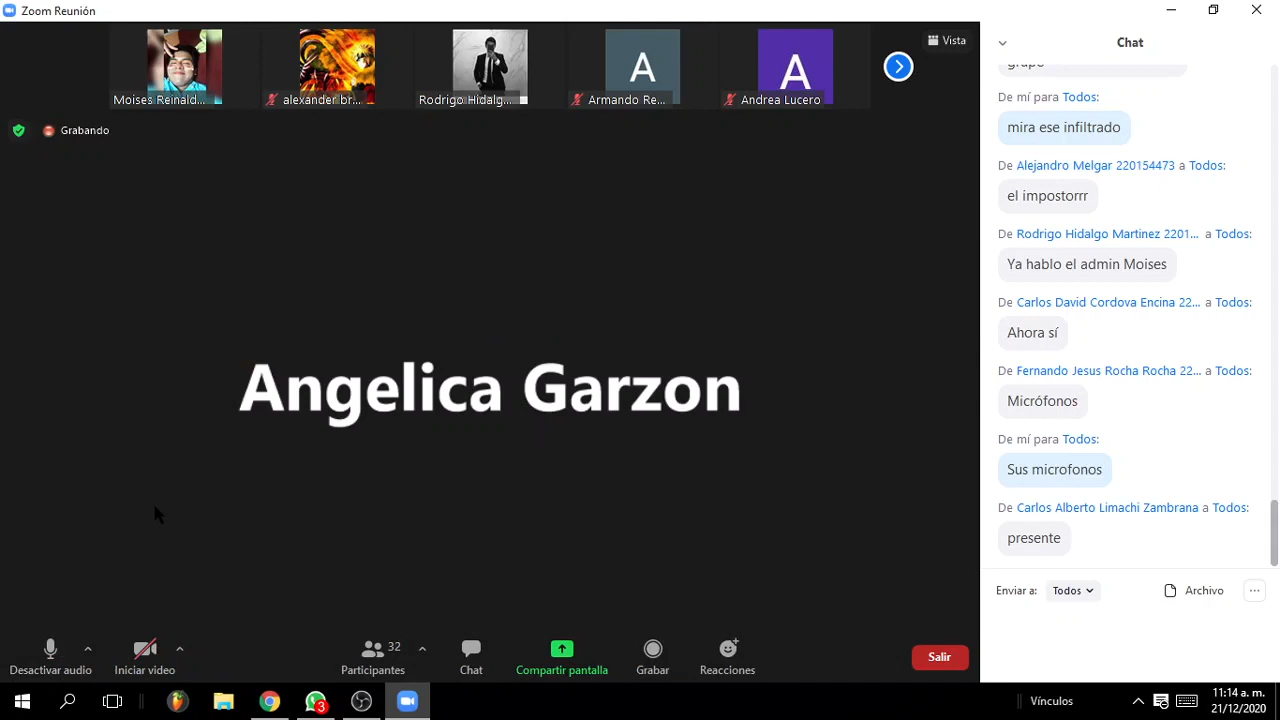 Zoom Reunión
Moises Reinald...
alexander br...
Rodrigo Hidalg...
A
Armando Re...
A
Andrea Lucero
Vista
Grabando
Angelica Garzon
Chat
grupo
De mí para Todos:
mira ese infiltrado
De Alejandro Melgar 220154473 a Todos:
el impostorrr
De Rodrigo Hidalgo Martinez 2201... a Todos:
Ya hablo el admin Moises
De Carlos David Cordova Encina 22... a Todos:
Ahora sí
De Fernando Jesus Rocha Rocha 22... a Todos:
Micrófonos
De mí para Todos:
Sus microfonos
De Carlos Alberto Limachi Zambrana a Todos:
presente
Enviar a: Todos Archivo
Desactivar audio
Iniciar video
32
Participantes
Chat
Compartir pantalla
Grabar
Reacciones
Salir
3
Vínculos
11:14 a. m.
21/12/2020